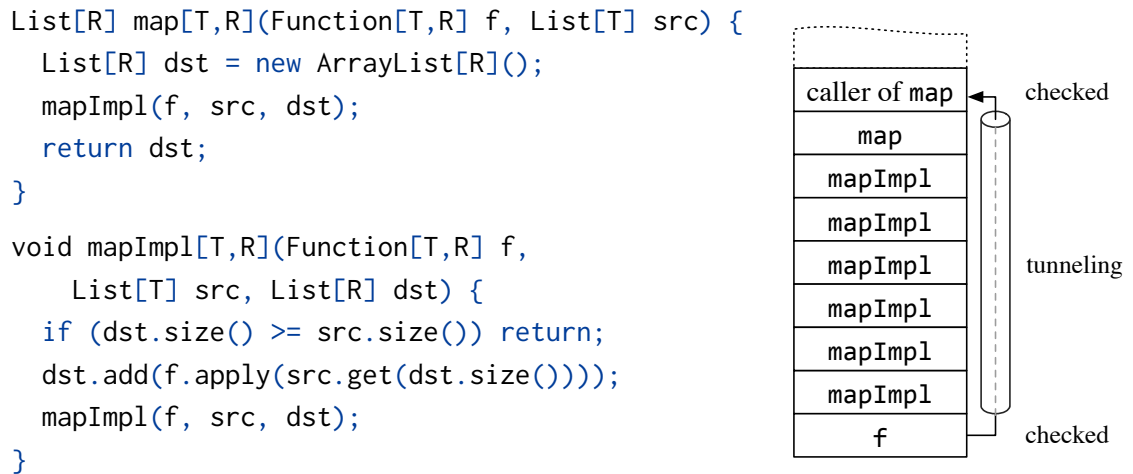 List[R] map[T,R](Function[T,R] f, List[T] src) {
  List[R] dst = new ArrayList[R]();
  mapImpl(f, src, dst);
  return dst;
}
void mapImpl[T,R](Function[T,R] f,
    List[T] src, List[R] dst) {
  if (dst.size() >= src.size()) return;
  dst.add(f.apply(src.get(dst.size())));
  mapImpl(f, src, dst);
}
caller of map
checked
map
mapImpl
mapImpl
mapImpl
tunneling
mapImpl
mapImpl
mapImpl
f
checked